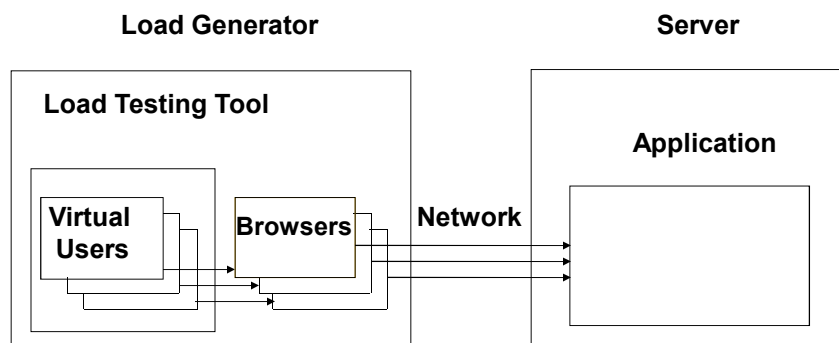 Load Generator
Server
Load Testing Tool
Application
Virtual
Users
Browsers
Network